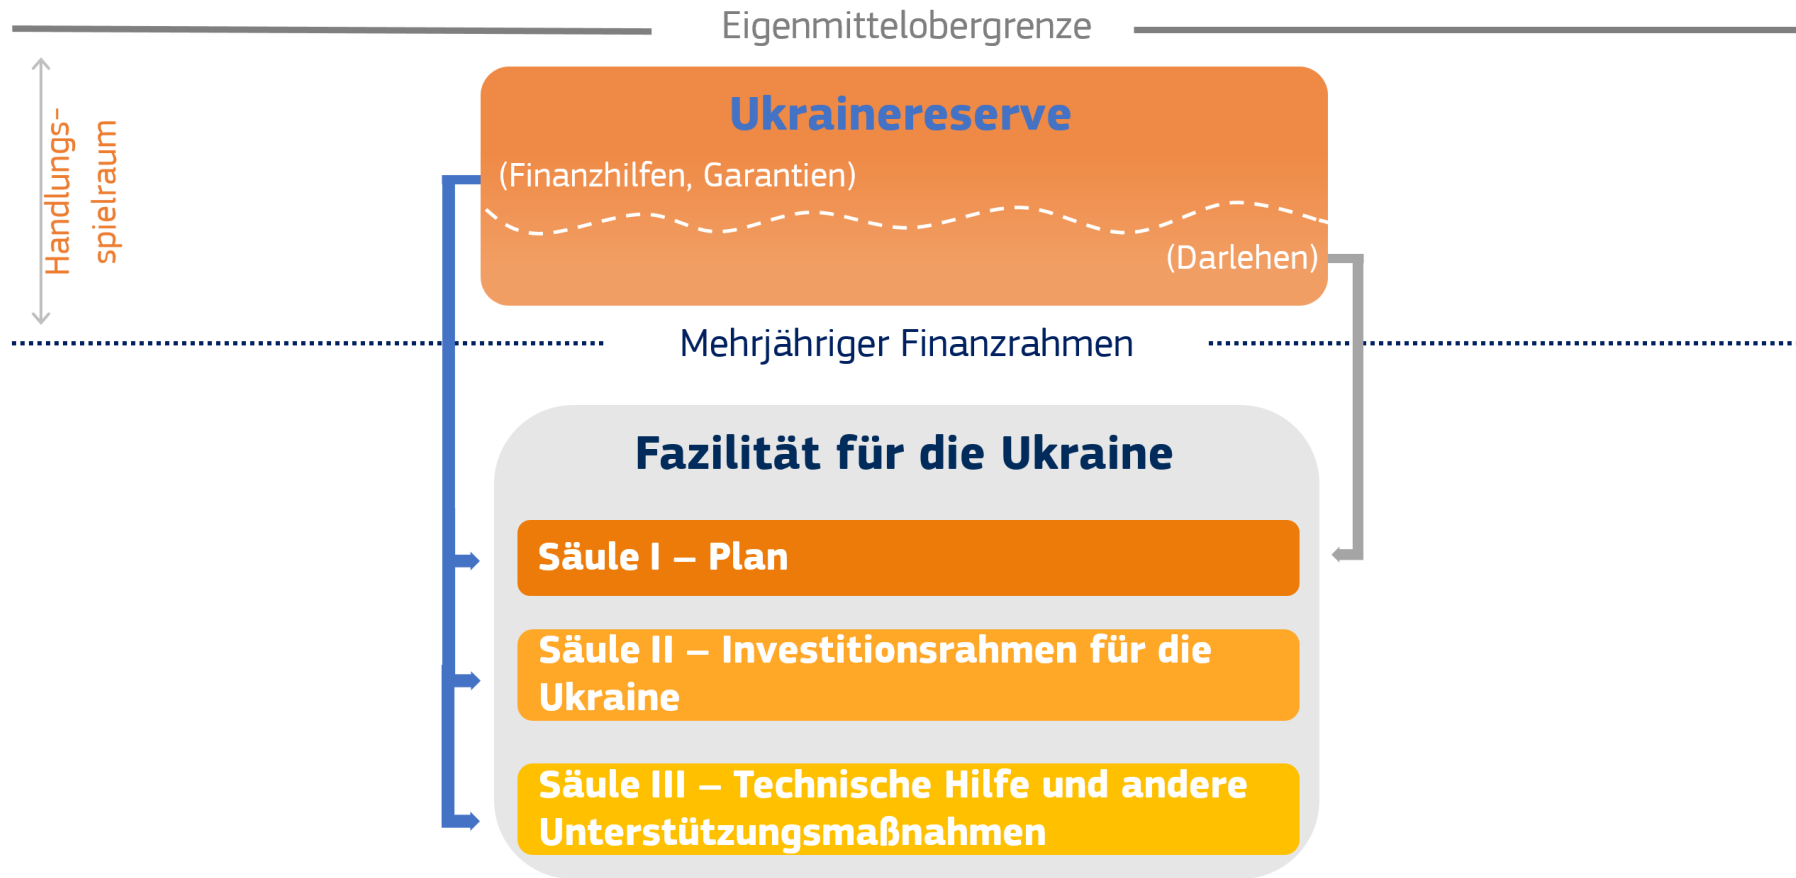 Eigenmittelobergrenze
Handlungs-
spielraum
Ukrainereserve
(Finanzhilfen, Garantien)
(Darlehen)
Mehrjähriger Finanzrahmen
Fazilität für die Ukraine
Säule I – Plan
Säule II – Investitionsrahmen für die
Ukraine
Säule III – Technische Hilfe und andere
Unterstützungsmaßnahmen